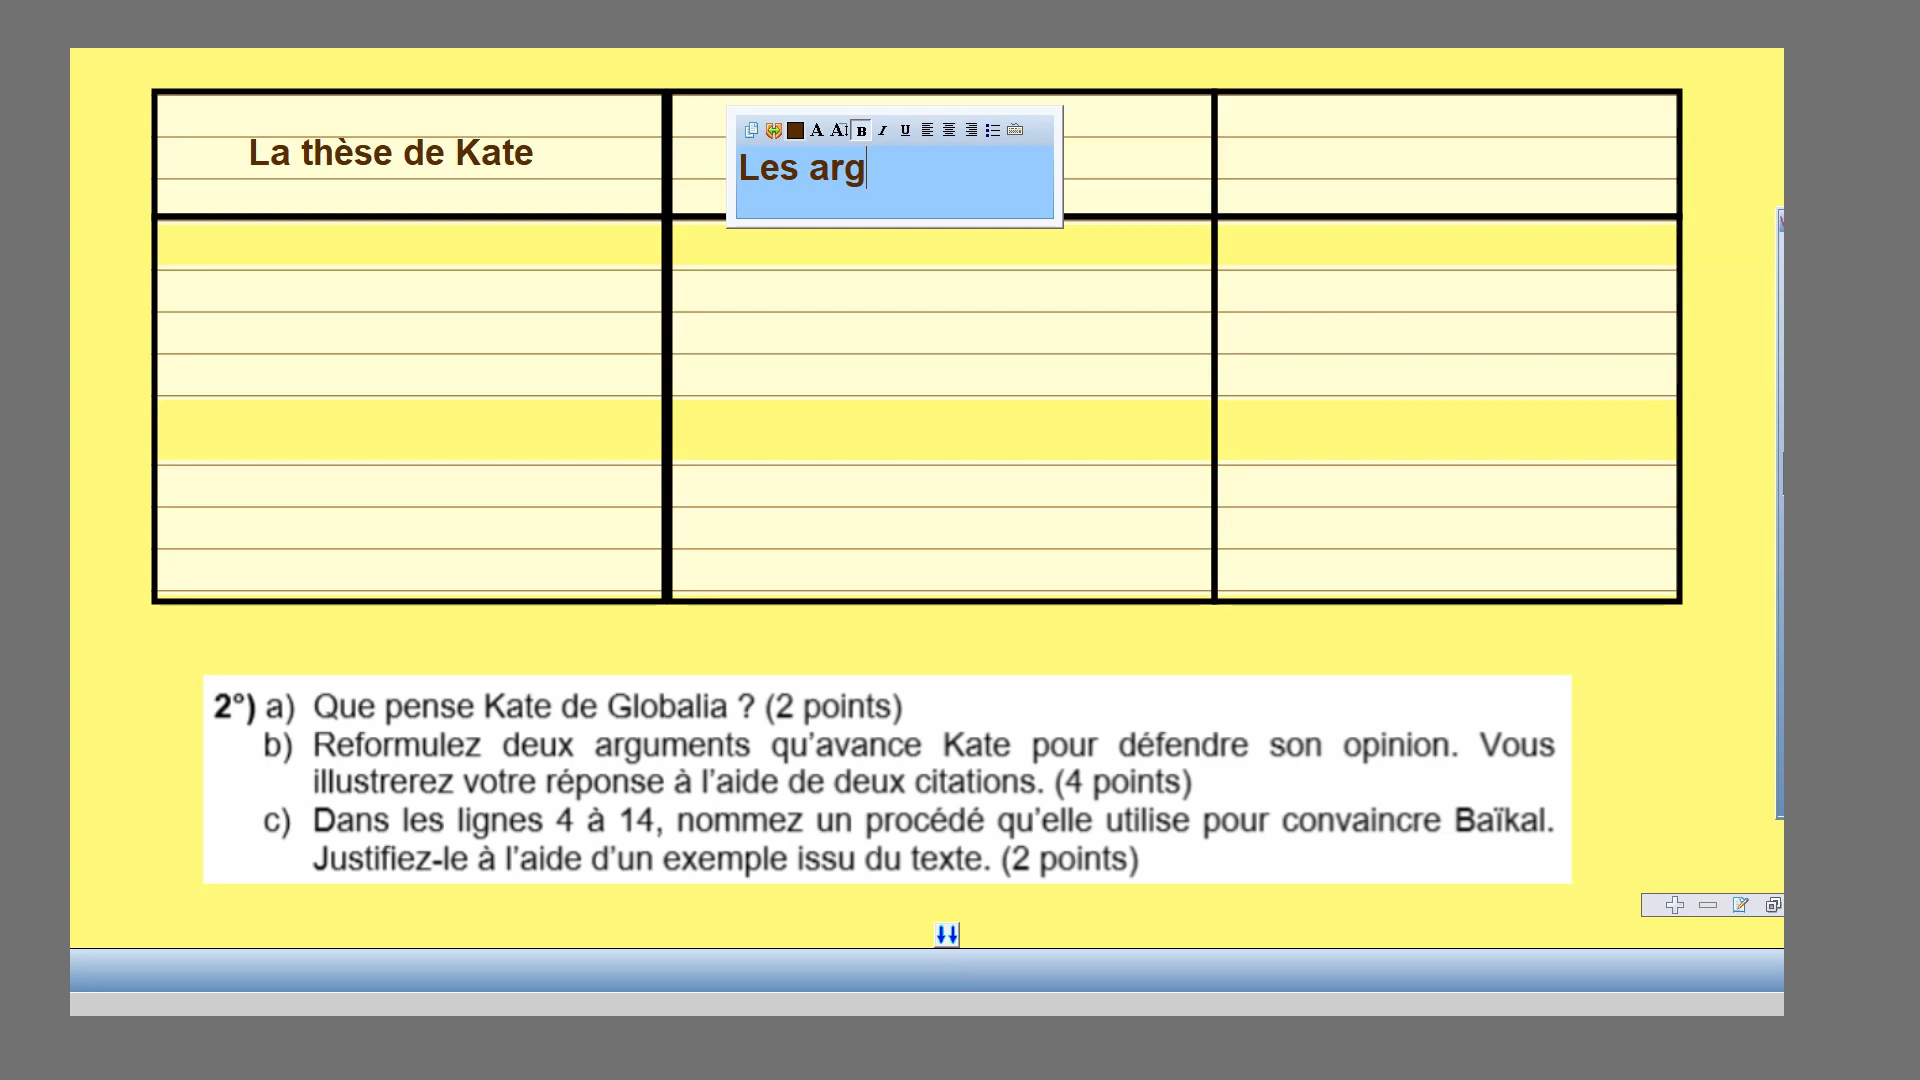 La thèse de Kate
Les arg
2°) a) Que pense Kate de Globalia ? (2 points)
b) Reformulez deux arguments qu'avance Kate pour défendre son opinion. Vous
illustrerez votre réponse à l'aide de deux citations. (4 points)
c) Dans les lignes 4 à 14, nommez un procédé qu'elle utilise pour convaincre Baïkal.
Justifiez-le à l'aide d'un exemple issu du texte. (2 points)